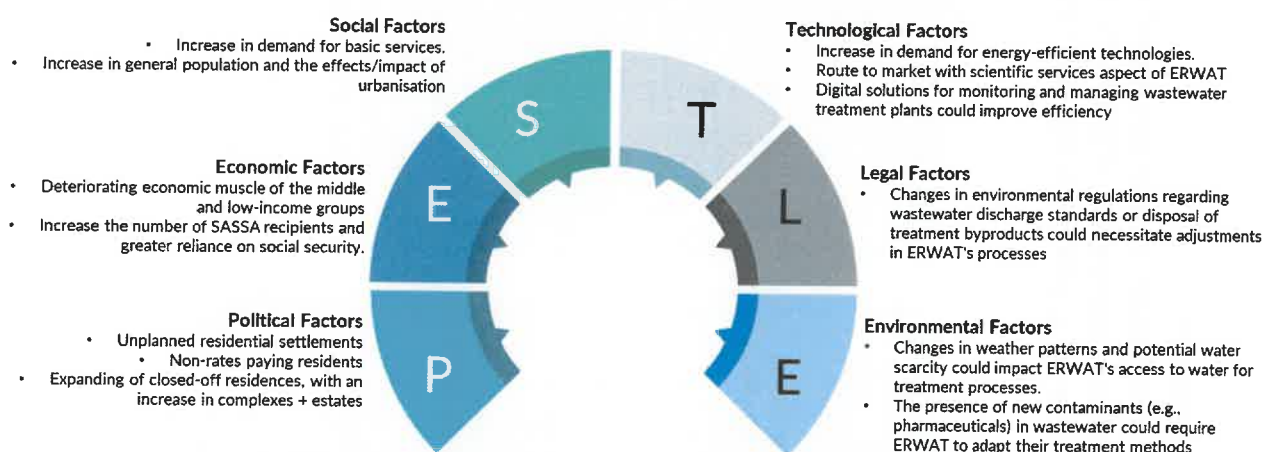 Social Factors
• Increase in demand for basic services.
• Increase in general population and the effects/impact of
urbanisation
Economic Factors
• Deteriorating economic muscle of the middle
and low-income groups
• Increase the number of SASSA recipients and
greater reliance on social security.
Political Factors
• Unplanned residential settlements
• Non-rates paying residents
• Expanding of closed-off residences, with an
increase in complexes + estates
P
E
S
T
L
E
Technological Factors
• Increase in demand for energy-efficient technologies.
• Route to market with scientific services aspect of ERWAT
• Digital solutions for monitoring and managing wastewater
treatment plants could improve efficiency
Legal Factors
• Changes in environmental regulations regarding
wastewater discharge standards or disposal of
treatment byproducts could necessitate adjustments
in ERWAT's processes
Environmental Factors
• Changes in weather patterns and potential water
scarcity could impact ERWAT's access to water for
treatment processes.
• The presence of new contaminants (e.g.,
pharmaceuticals) in wastewater could require
ERWAT to adapt their treatment methods